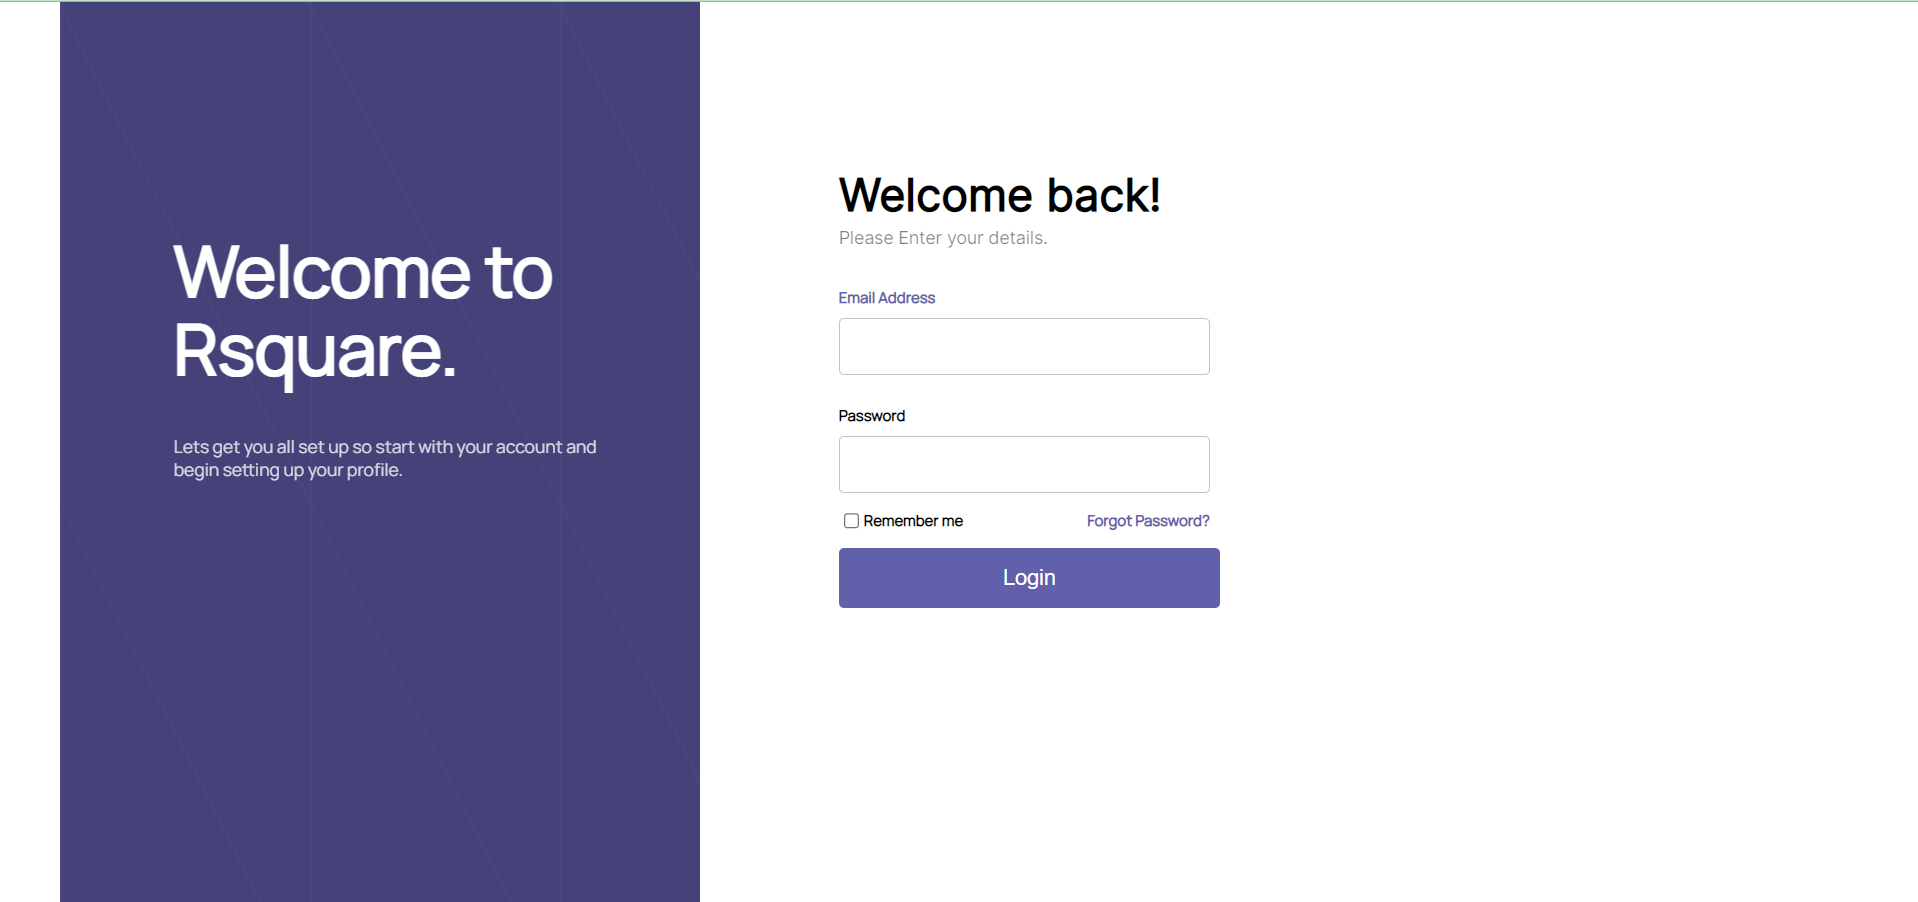 Welcome to
Rsquare.
Lets get you all set up so start with your account and
begin setting up your profile.
Welcome back!
Please Enter your details.
Email Address
Password
Remember me
Forgot Password?
Login